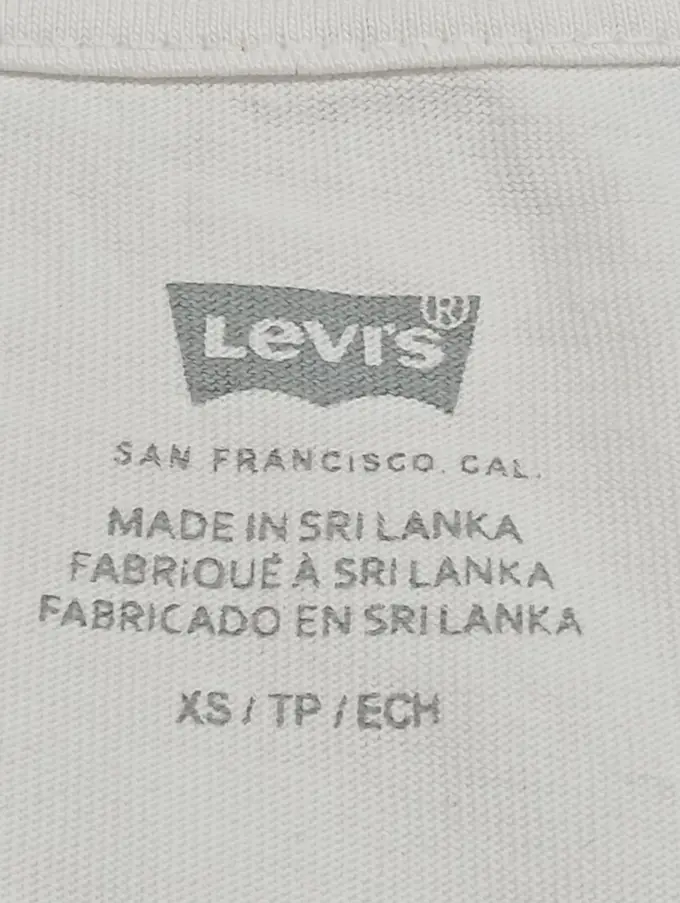 Levi's®
SAN FRANCISCO. CAL.
MADE IN SRI LANKA
FABRIQUÉ À SRI LANKA
FABRICADO EN SRI LANKA
XS / TP / ECH